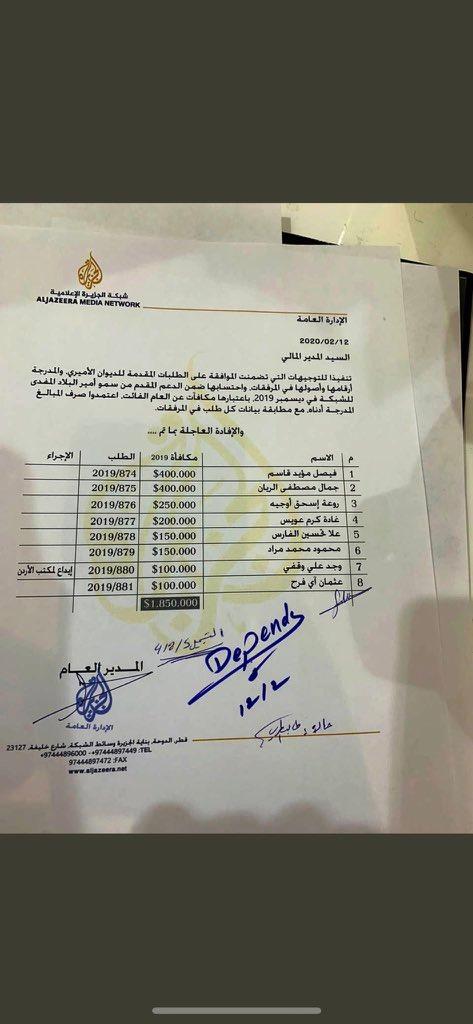 شبكة الجزيرة الإعلامية
ALJAZEERA MEDIA NETWORK
الإدارة العامة
2020/02/12
السيد المدير المالي
تنفيذا للتوجيهات التي تضمنت الموافقة على الطلبات المقدمة للديوان الأميري, والمدرجة
أرقامها وأصولها في المرفقات, واحتسابها ضمن الدعم المقدم من سمو أمير البلاد المفدى
للشبكة في ديسمبر 2019, باعتبارها مكافآت عن العام الفائت, اعتمدوا صرف المبالغ
المدرجة أدناه, مع مطابقة بيانات كل طلب في المرفقات.
والإفادة العاجلة بما تم ....
م الاسم مكافأة 2019 الطلب الإجراء
1 فيصل مؤيد قاسم $400.000 2019/874
2 جمال مصطفى الريان $400.000 2019/875
3 روعة إسحق أوجيه $250.000 2019/876
4 غادة كرم عويس $200.000 2019/877
5 علا تحسين الفارس $150.000 2019/878
6 محمود محمد مراد $150.000 2019/879
7 وجد علي وقفي $100.000 2019/880 إيداع لمكتب الأردن
8 عثمان آي فرح $100.000 2019/881
$1.850.000
Depends
12/2
المدير العام
الإدارة العامة
قطر, الدوحة, بناية الجزيرة وسائط الشبكة, شارع خليفة, 23127
+97444896000 -+97444897449 :TEL
97444897472 :FAX
www.aljazeera.net